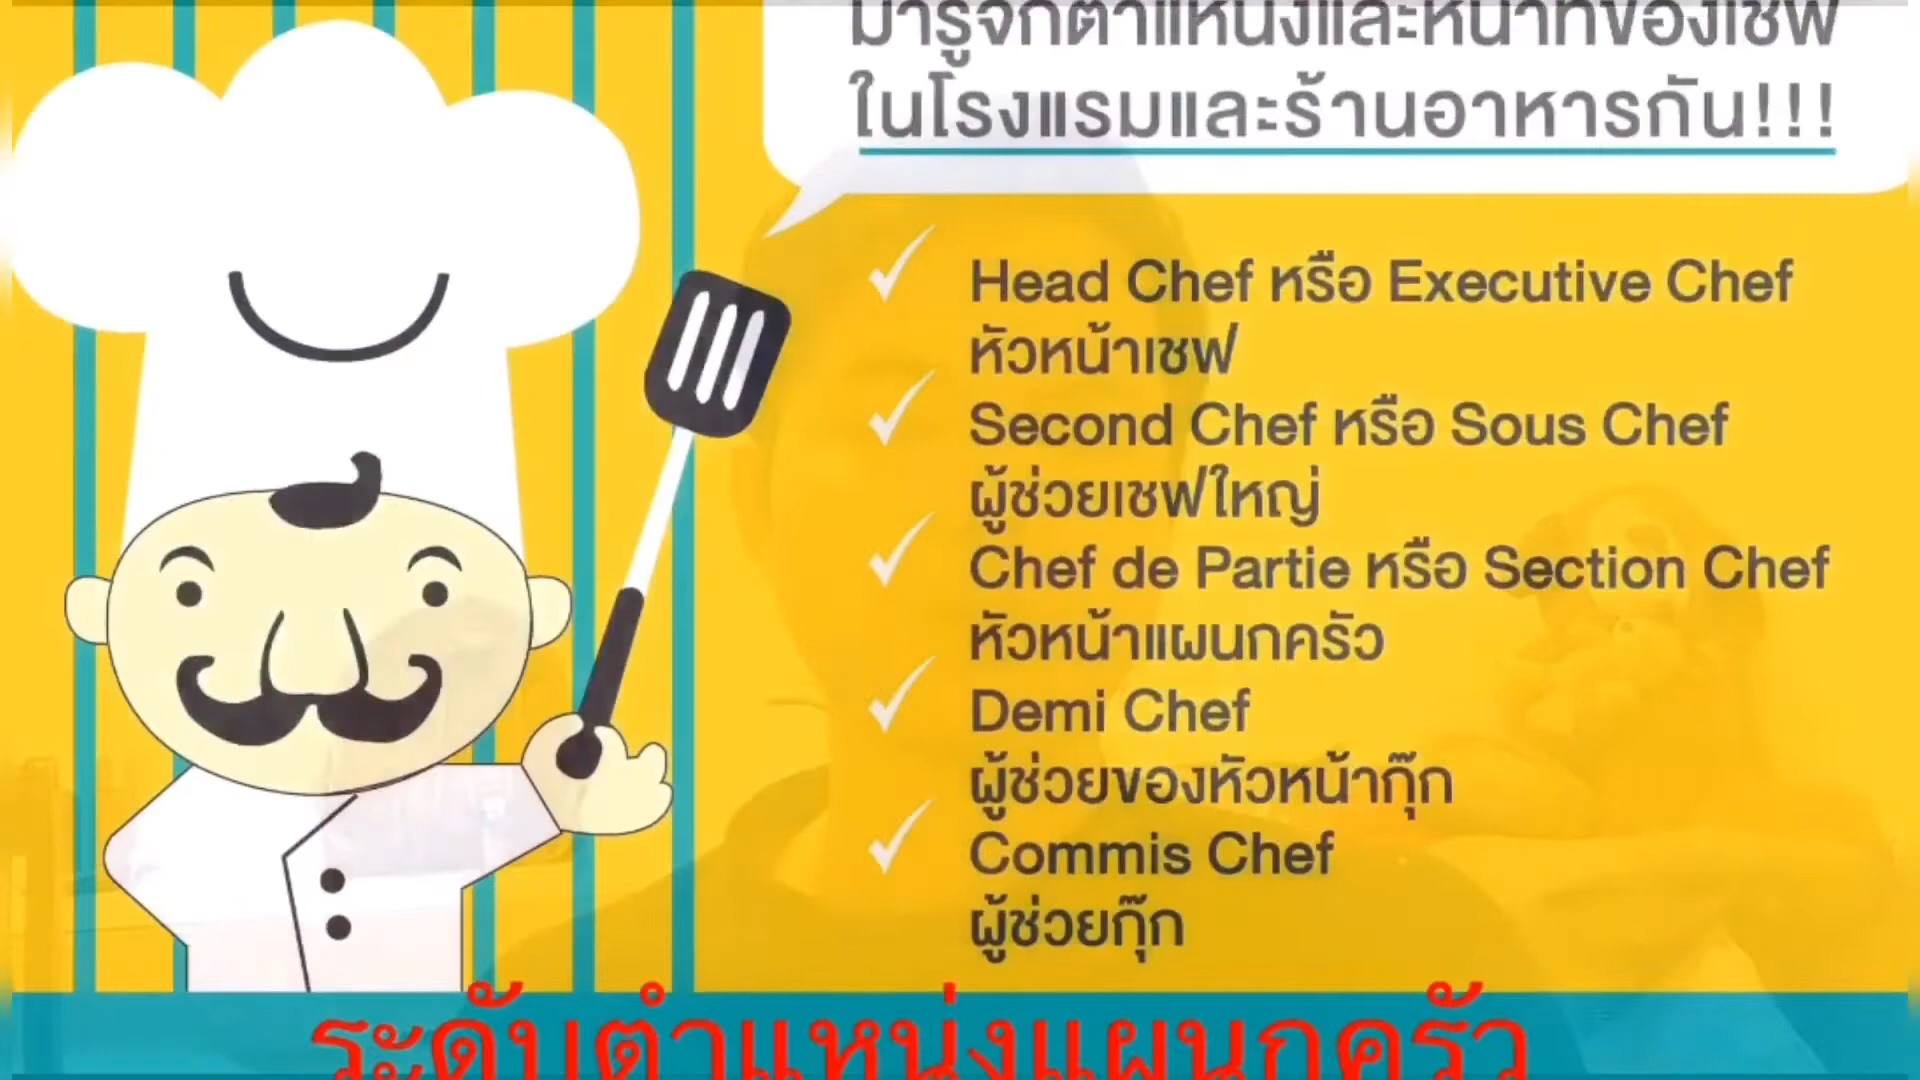 มารู้จักตำแหน่งและหน้าที่ของเชฟ
ในโรงแรมและร้านอาหารกัน!!!
Head Chef หรือ Executive Chef
หัวหน้าเชฟ
Second Chef หรือ Sous Chef
ผู้ช่วยเชฟใหญ่
Chef de Partie หรือ Section Chef
หัวหน้าแผนกครัว
Demi Chef
ผู้ช่วยของหัวหน้ากุ๊ก
Commis Chef
ผู้ช่วยกุ๊ก
ระดับตำแหน่งแผนกครัว